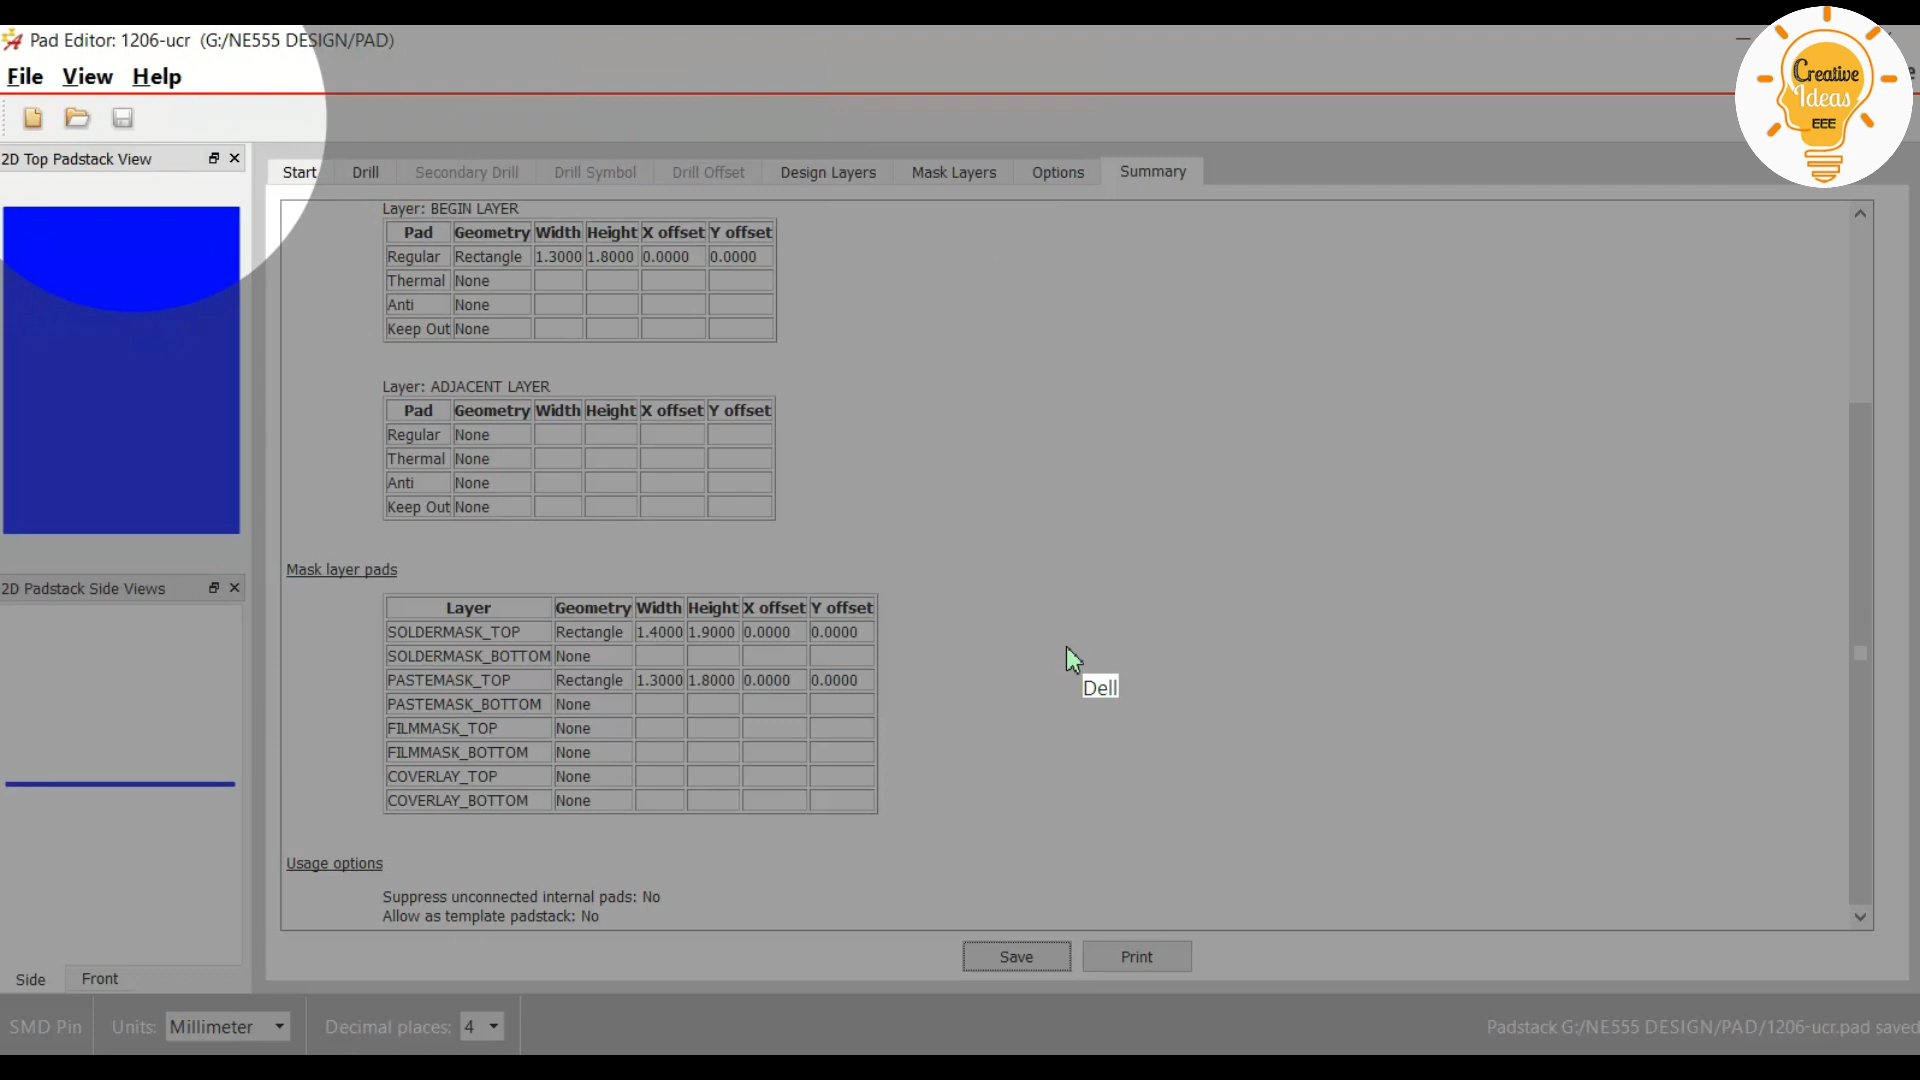 Pad Editor: 1206-ucr (G:/NE555 DESIGN/PAD)
File View Help
Creative
Ideas
EEE
2D Top Padstack View
Start Drill Secondary Drill Drill Symbol Drill Offset Design Layers Mask Layers Options Summary
Layer: BEGIN LAYER
Pad Geometry Width Height X offset Y offset
Regular Rectangle 1.3000 1.8000 0.0000 0.0000
Thermal None
Anti None
Keep Out None
Layer: ADJACENT LAYER
Pad Geometry Width Height X offset Y offset
Regular None
Thermal None
Anti None
Keep Out None
Mask layer pads
2D Padstack Side Views
Layer Geometry Width Height X offset Y offset
SOLDERMASK_TOP Rectangle 1.4000 1.9000 0.0000 0.0000
SOLDERMASK_BOTTOM None
PASTEMASK_TOP Rectangle 1.3000 1.8000 0.0000 0.0000
Dell
PASTEMASK_BOTTOM None
FILMMASK_TOP None
FILMMASK_BOTTOM None
COVERLAY_TOP None
COVERLAY_BOTTOM None
Usage options
Suppress unconnected internal pads: No
Allow as template padstack: No
Save Print
Side Front
SMD Pin Units: Millimeter Decimal places: 4 Padstack G:/NE555 DESIGN/PAD/1206-ucr.pad saved